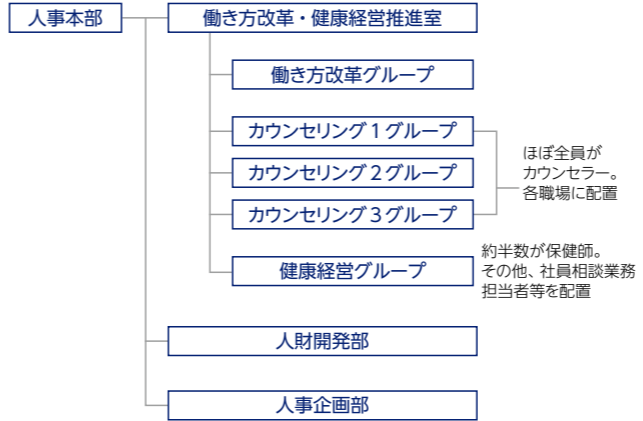 人事本部
働き方改革・健康経営推進室
働き方改革グループ
カウンセリング1グループ
カウンセリング2グループ
カウンセリング3グループ
ほぼ全員が
カウンセラー。
各職場に配置
健康経営グループ
約半数が保健師。
その他、社員相談業務
担当者等を配置
人財開発部
人事企画部